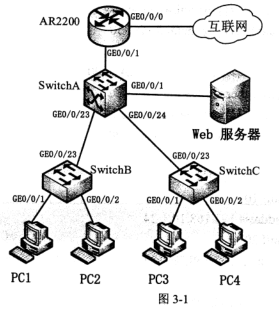 AR2200
GE0/0/0
互联网
GE0/0/1
SwitchA
GE0/0/1
GE0/0/23
GE0/0/24
Web 服务器
GE0/0/23
SwitchB
GE0/0/23
SwitchC
GE0/0/1
GE0/0/2
GE0/0/1
GE0/0/2
PC1
PC2
PC3
PC4
图 3-1